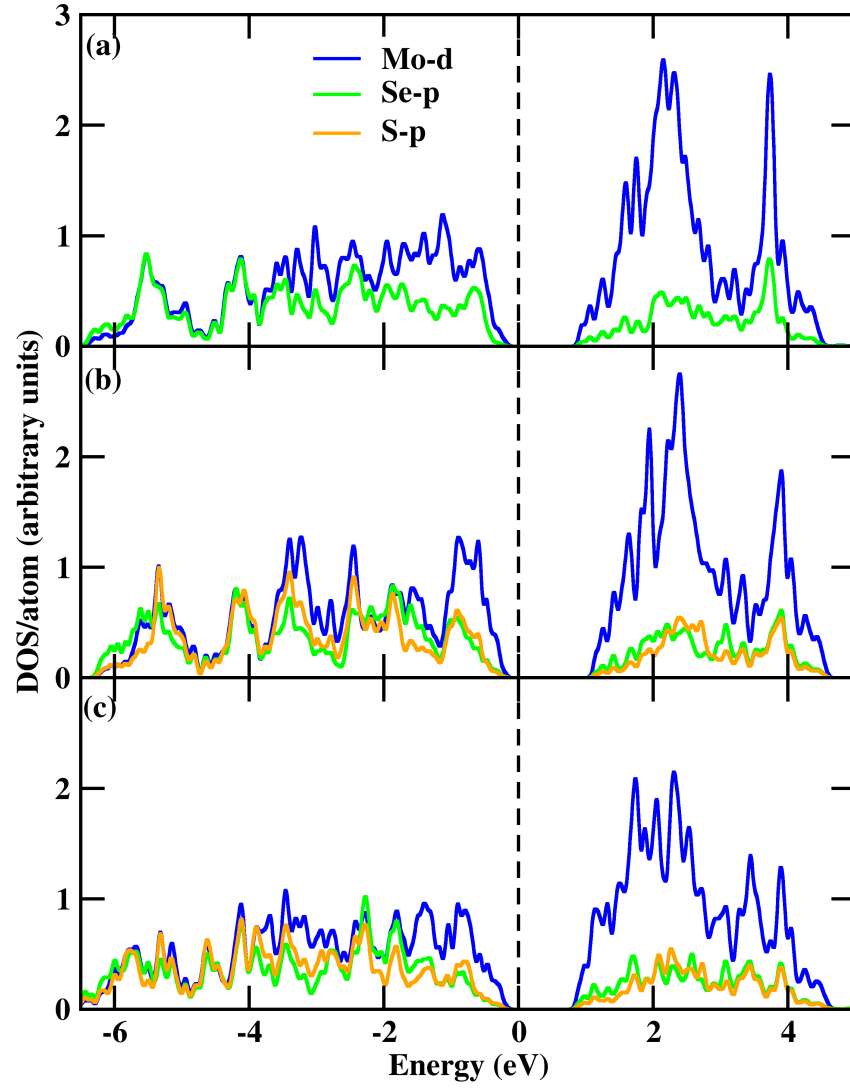 3
(a)
Mo-d
Se-p
S-p
2
1
0
(b)
2
1
0
(c)
2
1
0
-6 -4 -2 0 2 4
Energy (eV)
DOS/atom (arbitrary units)